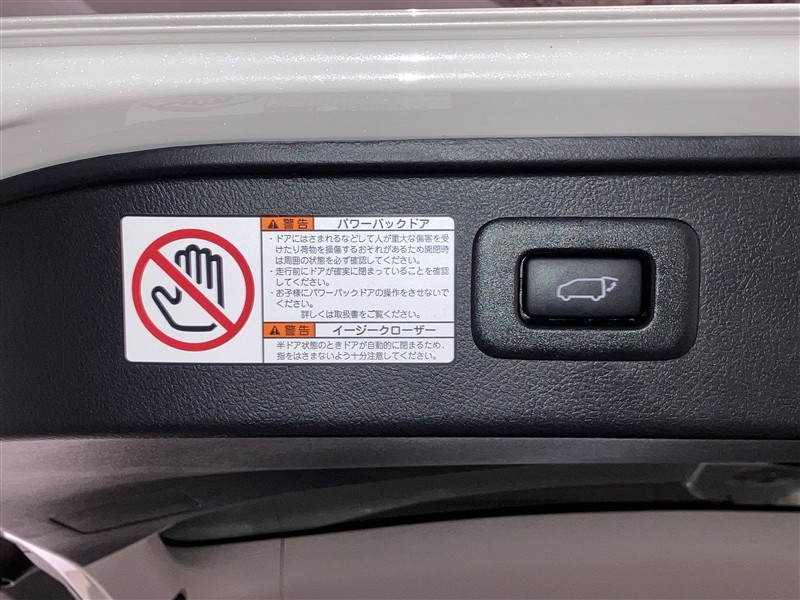 警告 パワーバックドア
・ドアにはさまれるなどして人が重大な傷害を受
けたり荷物を損傷するおそれがあるため開閉時
は周囲の状態を必ず確認してください。
・走行前にドアが確実に閉まっていることを確認
してください。
・お子様にパワーバックドアの操作をさせないで
ください。
詳しくは取扱書をご覧ください。
警告 イージークローザー
半ドア状態のときドアが自動的に閉まるため、
指をはさまないよう十分注意してください。